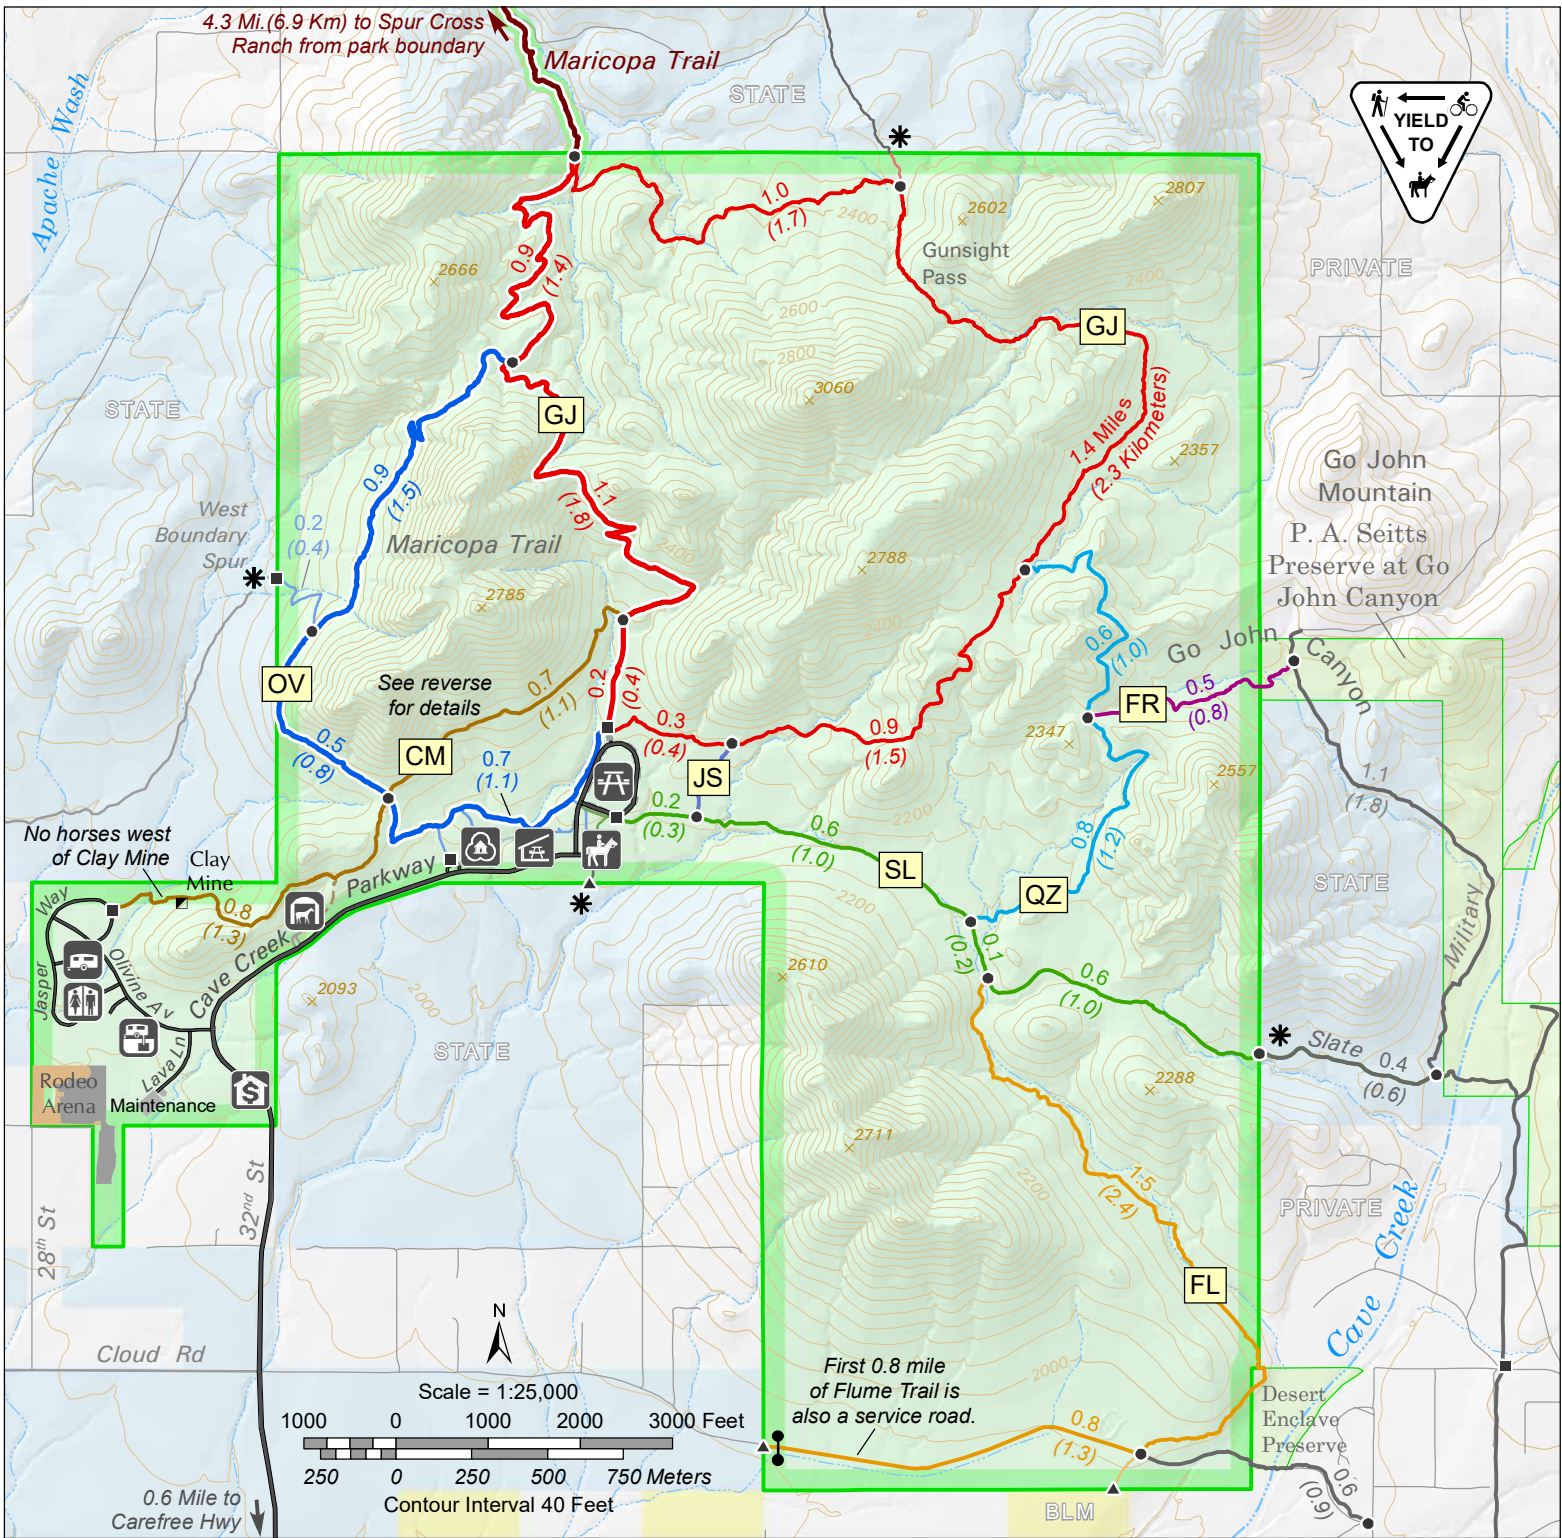 4.3 Mi.(6.9 Km) to Spur Cross
Ranch from park boundary
Maricopa Trail
STATE
Apache Wash
YIELD
TO
1.0
(1.7)
2400
2602
2807
Gunsight
Pass
PRIVATE
0.9
(1.4)
2666
2400
2600
GJ
2800
3060
STATE
GJ
1.4 Miles
(2.3 Kilometers)
2357
Go John
Mountain
0.9
(1.5)
1.1
(1.8)
West
Boundary
Spur
0.2
(0.4)
Maricopa Trail
2400
2788
P. A. Seitts
Preserve at Go
John Canyon
2785
2400
0.6
(1.0)
Go John Canyon
OV
See reverse
for details
0.7
(1.1)
0.2
(0.4)
FR
0.5
(0.8)
0.3
(0.4)
0.9
(1.5)
2347
0.5
(0.8)
CM
0.7
(1.1)
JS
2557
1.1
(1.8)
0.2
(0.3)
0.6
(1.0)
2200
0.8
(1.2)
No horses west
of Clay Mine
Clay
Mine
Parkway
SL
QZ
STATE
Way
0.8
(1.3)
2200
Military
Cave Creek
0.1
(0.2)
0.6
(1.0)
Olivine Av
Jasper
2093
2000
2610
STATE
Slate
0.4
(0.6)
Lava Ln
Rodeo
Arena
Maintenance
2288
2711
1.5
(2.4)
2200
28th St
32nd St
PRIVATE
Cave Creek
FL
N
Cloud Rd
Scale = 1:25,000
1000 0 1000 2000 3000 Feet
250 0 250 500 750 Meters
Contour Interval 40 Feet
First 0.8 mile
of Flume Trail is
also a service road.
2000
Desert
Enclave
Preserve
0.8
(1.3)
0.6
(0.9)
0.6 Mile to
Carefree Hwy
BLM